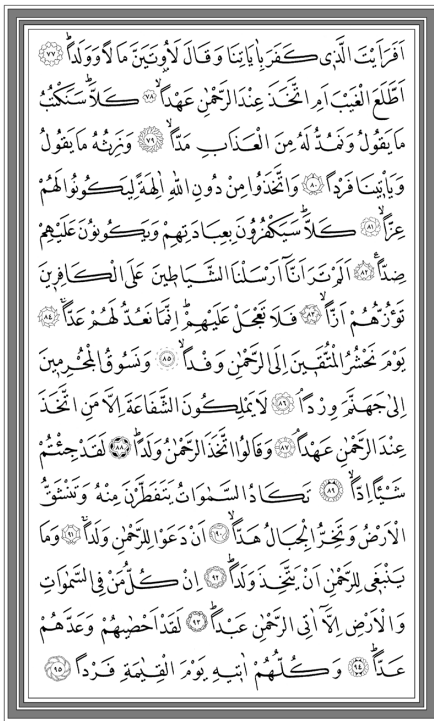 اَفَرَاَيْتَ الَّذ۪ي كَفَرَ بِاٰيَاتِنَا وَقَالَ لَاُو۫تَيَنَّ مَالًا وَوَلَدًاۜ ﴿٧٧﴾
اَطَّلَعَ الْغَيْبَ اَمِ اتَّخَذَ عِنْدَ الرَّحْمٰنِ عَهْدًاۙ ﴿٧٨﴾ كَلَّاۜ سَنَكْتُبُ
مَا يَقُولُ وَنَمُدُّ لَهُ مِنَ الْعَذَابِ مَدًّاۙ ﴿٧٩﴾ وَنَرِثُهُ مَا يَقُولُ
وَيَأْت۪ينَا فَرْدًا ﴿٨٠﴾ وَاتَّخَذُوا مِنْ دُونِ اللّٰهِ اٰلِهَةً لِيَكُونُوا لَهُمْ
عِزًّاۙ ﴿٨١﴾ كَلَّاۜ سَيَكْفُرُونَ بِعِبَادَتِهِمْ وَيَكُونُونَ عَلَيْهِمْ
ضِدًّا۟ ﴿٨٢﴾ اَلَمْ تَرَ اَنَّٓا اَرْسَلْنَا الشَّيَاط۪ينَ عَلَى الْكَافِر۪ينَ
تَؤُزُّهُمْ اَزًّاۙ ﴿٨٣﴾ فَلَا تَعْجَلْ عَلَيْهِمْۜ اِنَّمَا نَعُدُّ لَهُمْ عَدًّاۚ ﴿٨٤﴾
يَوْمَ نَحْشُرُ الْمُتَّق۪ينَ اِلَى الرَّحْمٰنِ وَفْدًاۙ ﴿٨٥﴾ وَنَسُوقُ الْمُجْرِم۪ينَ
اِلٰى جَهَنَّمَ وِرْدًاۢ ﴿٨٦﴾ لَا يَمْلِكُونَ الشَّفَاعَةَ اِلَّا مَنِ اتَّخَذَ
عِنْدَ الرَّحْمٰنِ عَهْدًاۢ ﴿٨٧﴾ وَقَالُوا اتَّخَذَ الرَّحْمٰنُ وَلَدًاۜ ﴿٨٨﴾ لَقَدْ جِئْتُمْ
شَيْـًٔا اِدًّاۙ ﴿٨٩﴾ تَكَادُ السَّمٰوَاتُ يَتَفَطَّرْنَ مِنْهُ وَتَنْشَقُّ
الْاَرْضُ وَتَخِرُّ الْجِبَالُ هَدًّاۙ ﴿٩٠﴾ اَنْ دَعَوْا لِلرَّحْمٰنِ وَلَدًاۚ ﴿٩١﴾ وَمَا
يَنْبَغ۪ي لِلرَّحْمٰنِ اَنْ يَتَّخِذَ وَلَدًاۜ ﴿٩٢﴾ اِنْ كُلُّ مَنْ فِي السَّمٰوَاتِ
وَالْاَرْضِ اِلَّٓا اٰتِي الرَّحْمٰنِ عَبْدًاۜ ﴿٩٣﴾ لَقَدْ اَحْصٰيهُمْ وَعَدَّهُمْ
عَدًّاۜ ﴿٩٤﴾ وَكُلُّهُمْ اٰت۪يهِ يَوْمَ الْقِيٰمَةِ فَرْدًا ﴿٩٥﴾